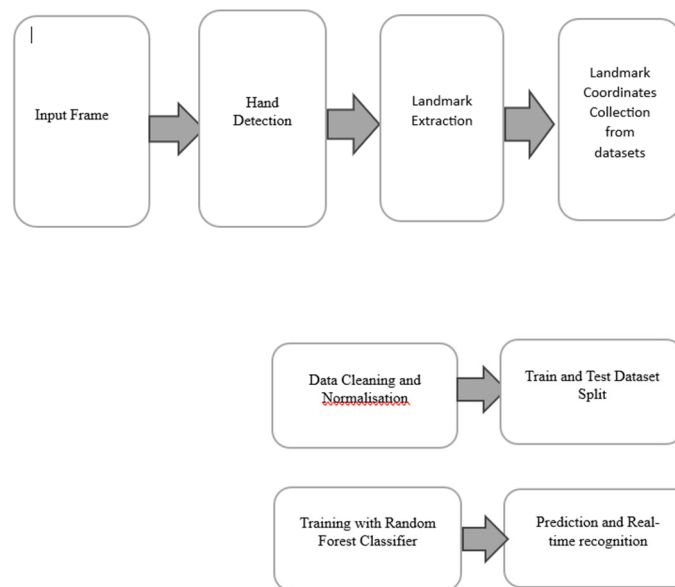 Input Frame
Hand
Detection
Landmark
Extraction
Landmark
Coordinates
Collection
from
datasets
Data Cleaning and
Normalisation
Train and Test Dataset
Split
Training with Random
Forest Classifier
Prediction and Real-
time recognition